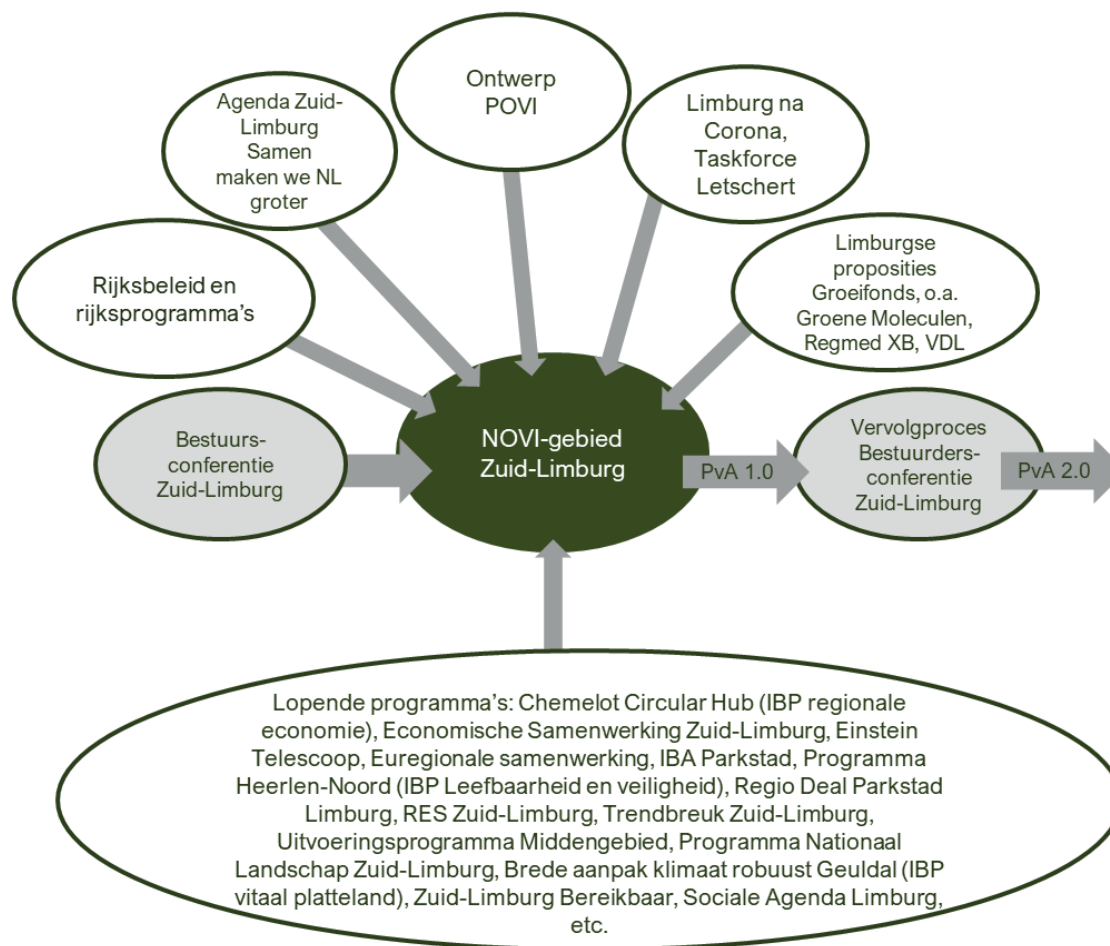 Ontwerp
POVI
Agenda Zuid-
Limburg
Samen
maken we NL
groter
Limburg na
Corona,
Taskforce
Letschert
Rijksbeleid en
rijksprogramma's
Limburgse
proposities
Groeifonds, o.a.
Groene Moleculen,
Regmed XB, VDL
Bestuurs-
conferentie
Zuid-Limburg
NOVI-gebied
Zuid-Limburg
PvA 1.0
Vervolgproces
Bestuurders-
conferentie
Zuid-Limburg
PvA 2.0
Lopende programma's: Chemelot Circular Hub (IBP regionale
economie), Economische Samenwerking Zuid-Limburg, Einstein
Telescoop, Euregionale samenwerking, IBA Parkstad, Programma
Heerlen-Noord (IBP Leefbaarheid en veiligheid), Regio Deal Parkstad
Limburg, RES Zuid-Limburg, Trendbreuk Zuid-Limburg,
Uitvoeringsprogramma Middengebied, Programma Nationaal
Landschap Zuid-Limburg, Brede aanpak klimaat robuust Geuldal (IBP
vitaal platteland), Zuid-Limburg Bereikbaar, Sociale Agenda Limburg,
etc.